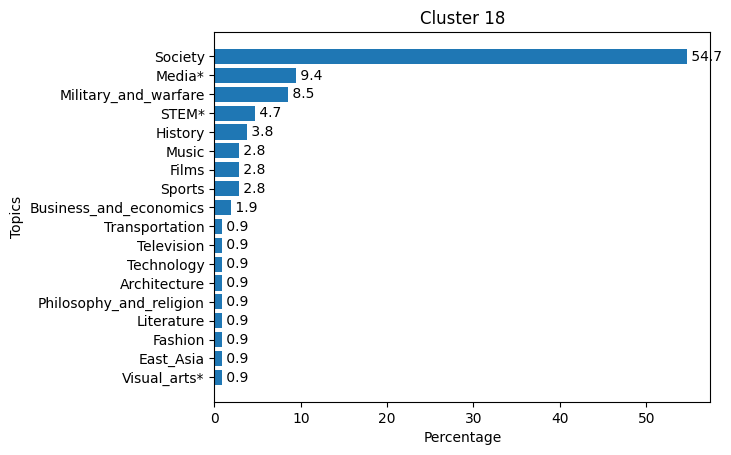 Cluster 18
Topics
Society 54.7
Media* 9.4
Military_and_warfare 8.5
STEM* 4.7
History 3.8
Music 2.8
Films 2.8
Sports 2.8
Business_and_economics 1.9
Transportation 0.9
Television 0.9
Technology 0.9
Architecture 0.9
Philosophy_and_religion 0.9
Literature 0.9
Fashion 0.9
East_Asia 0.9
Visual_arts* 0.9
0 10 20 30 40 50
Percentage